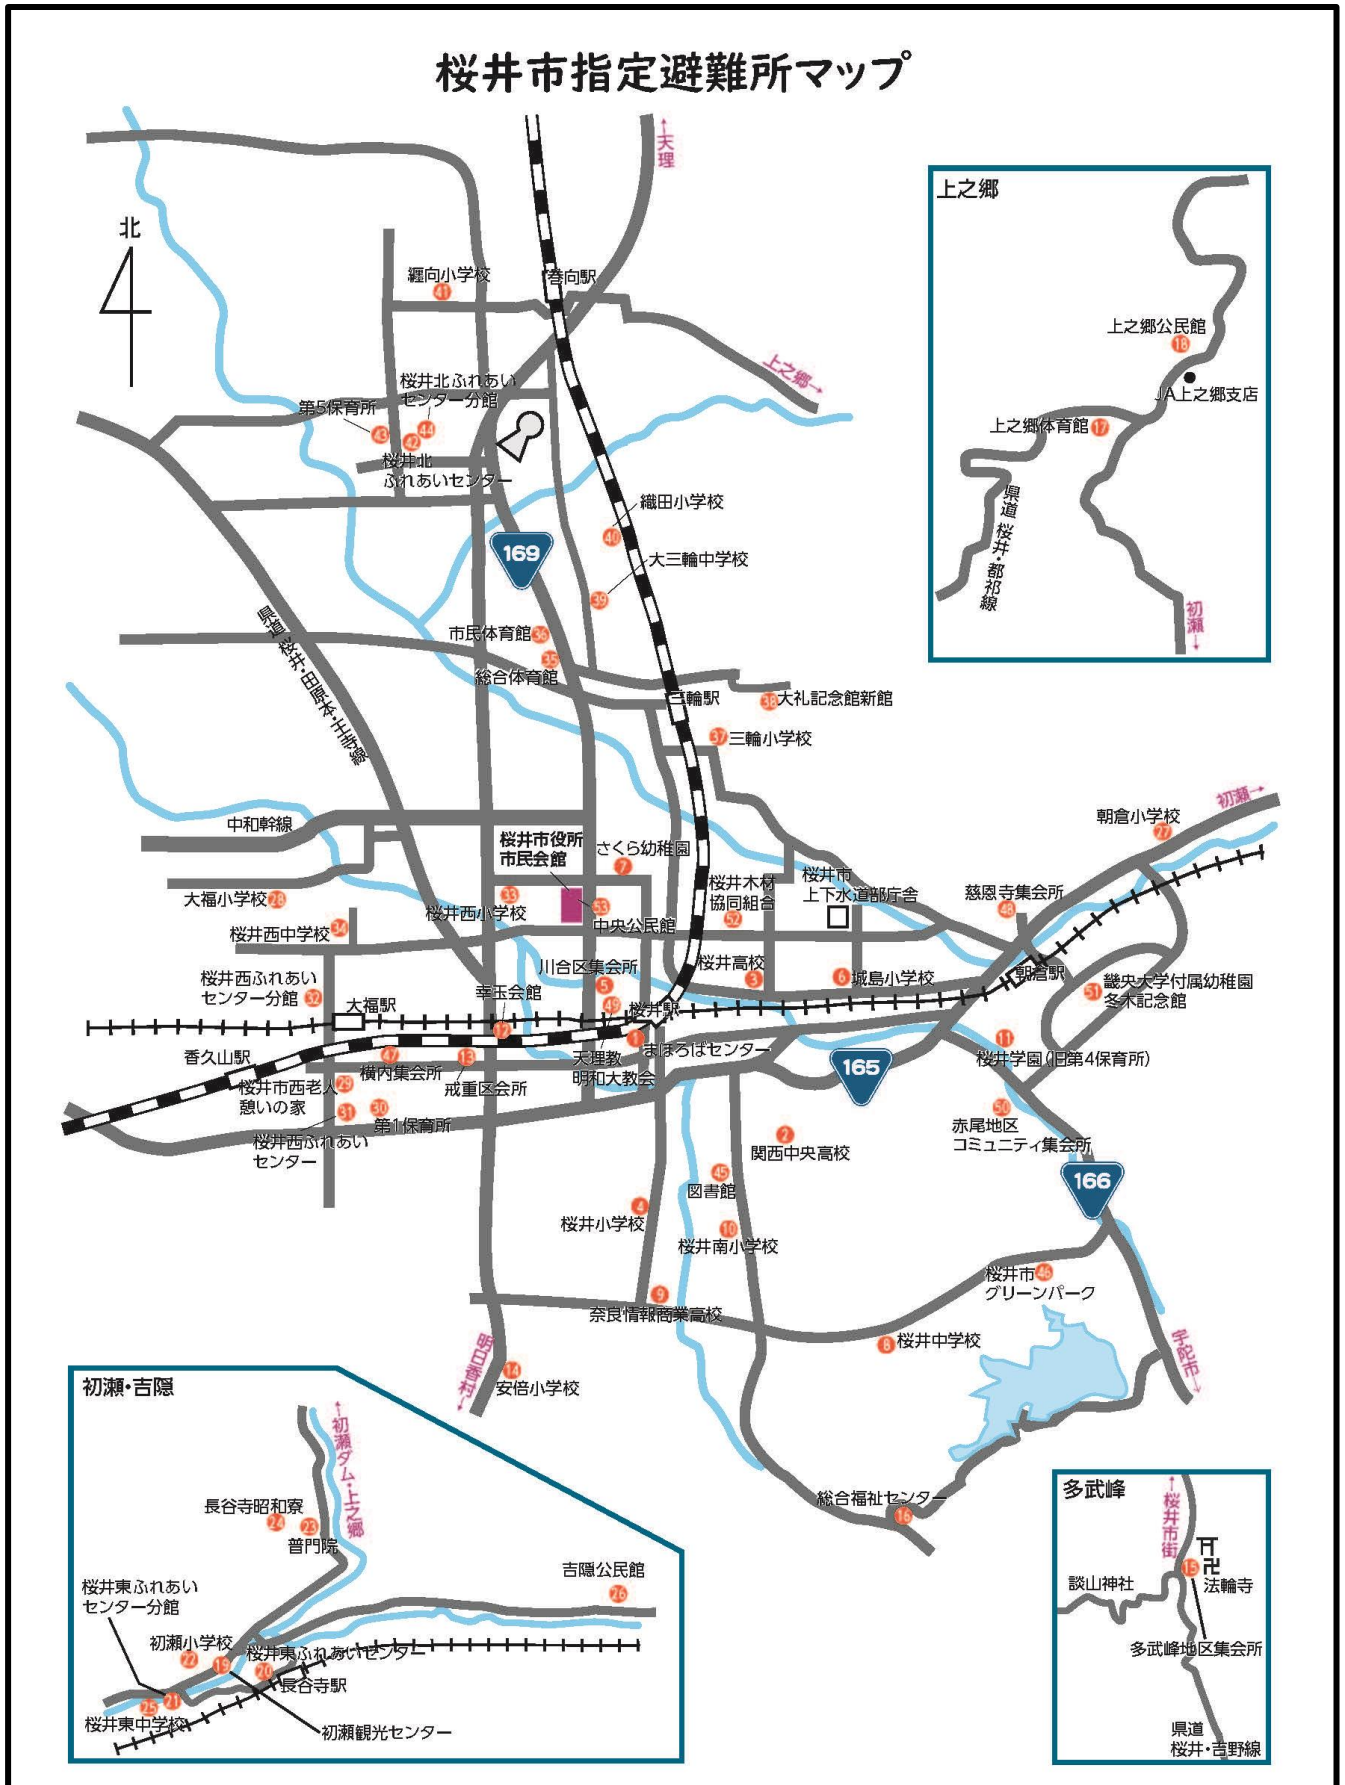 桜井市指定避難所マップ
←天理
北
上之郷
上之郷公民館
18
JA上之郷支店
上之郷体育館
17
県道 桜井・都祁線
初瀬→
纒向小学校
41
巻向駅
上之郷→
桜井北ふれあい
センター分館
44
第5保育所
43
42
桜井北
ふれあいセンター
織田小学校
40
169
大三輪中学校
39
県道 桜井・田原本・王寺線
市民体育館
36
35
総合体育館
三輪駅
38
大礼記念館新館
37
三輪小学校
初瀬→
朝倉小学校
27
中和幹線
桜井市役所
市民会館
さくら幼稚園
7
大福小学校
28
33
桜井西小学校
53
中央公民館
桜井木材
協同組合
52
桜井市
上下水道部庁舎
慈恩寺集会所
48
34
桜井西中学校
川合区集会所
5
桜井高校
3
6
城島小学校
朝倉駅
51
畿央大学付属幼稚園
冬木記念館
桜井西ふれあい
センター分館
32
大福駅
幸玉会館
12
49
桜井駅
1
まほろばセンター
天理教
明和大教会
香久山駅
47
横内集会所
13
戒重区会所
165
11
桜井学園(旧第4保育所)
桜井市西老人
憩いの家
29
31
30
第1保育所
桜井西ふれあい
センター
50
赤尾地区
コミュニティ集会所
2
関西中央高校
166
45
図書館
4
桜井小学校
10
桜井南小学校
桜井市
グリーンパーク
46
9
奈良情報商業高校
8
桜井中学校
宇陀市→
明日香村→
14
安倍小学校
総合福祉センター
16
初瀬・吉隠
←初瀬ダム・上之郷
長谷寺昭和寮
24
23
普門院
吉隠公民館
26
桜井東ふれあい
センター分館
初瀬小学校
22
19
桜井東ふれあいセンター
20
長谷寺駅
21
25
桜井東中学校
初瀬観光センター
多武峰
←桜井市街
談山神社
15
法輪寺
多武峰地区集会所
県道
桜井・吉野線